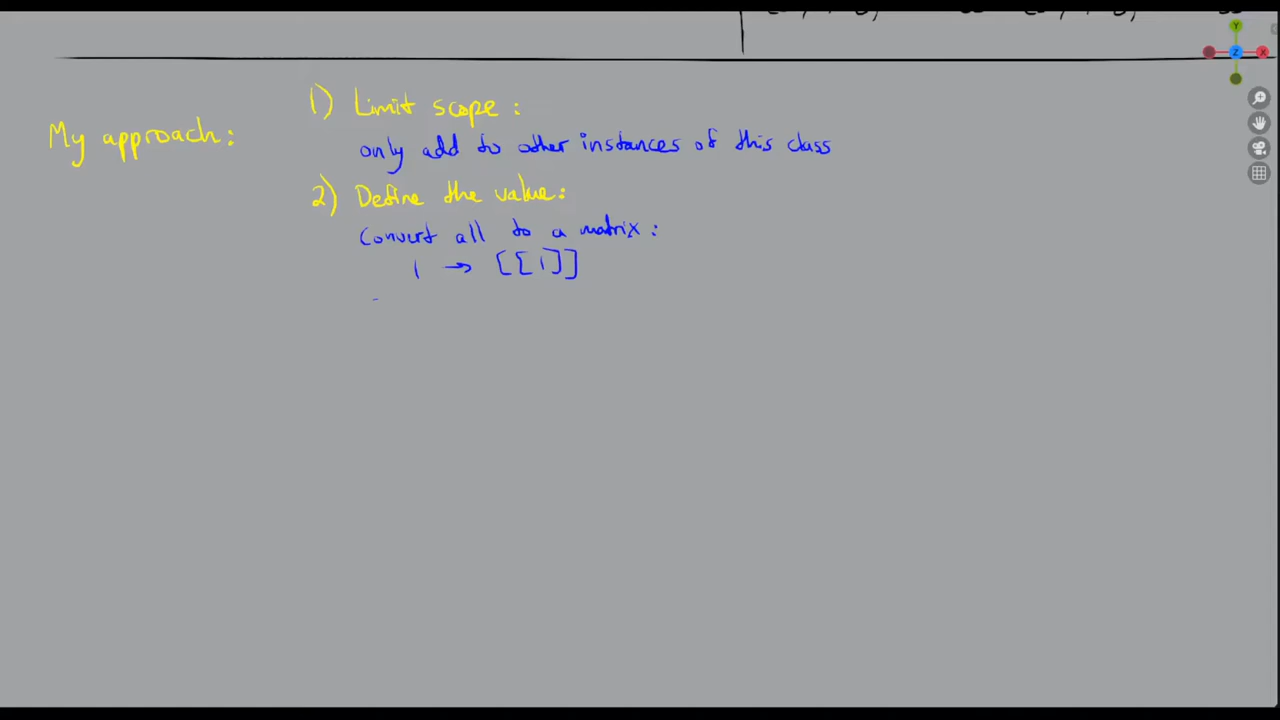 My approach:
1) Limit scope:
only add to other instances of this class
2) Define the value:
Convert all to a matrix:
1 → [[1]]